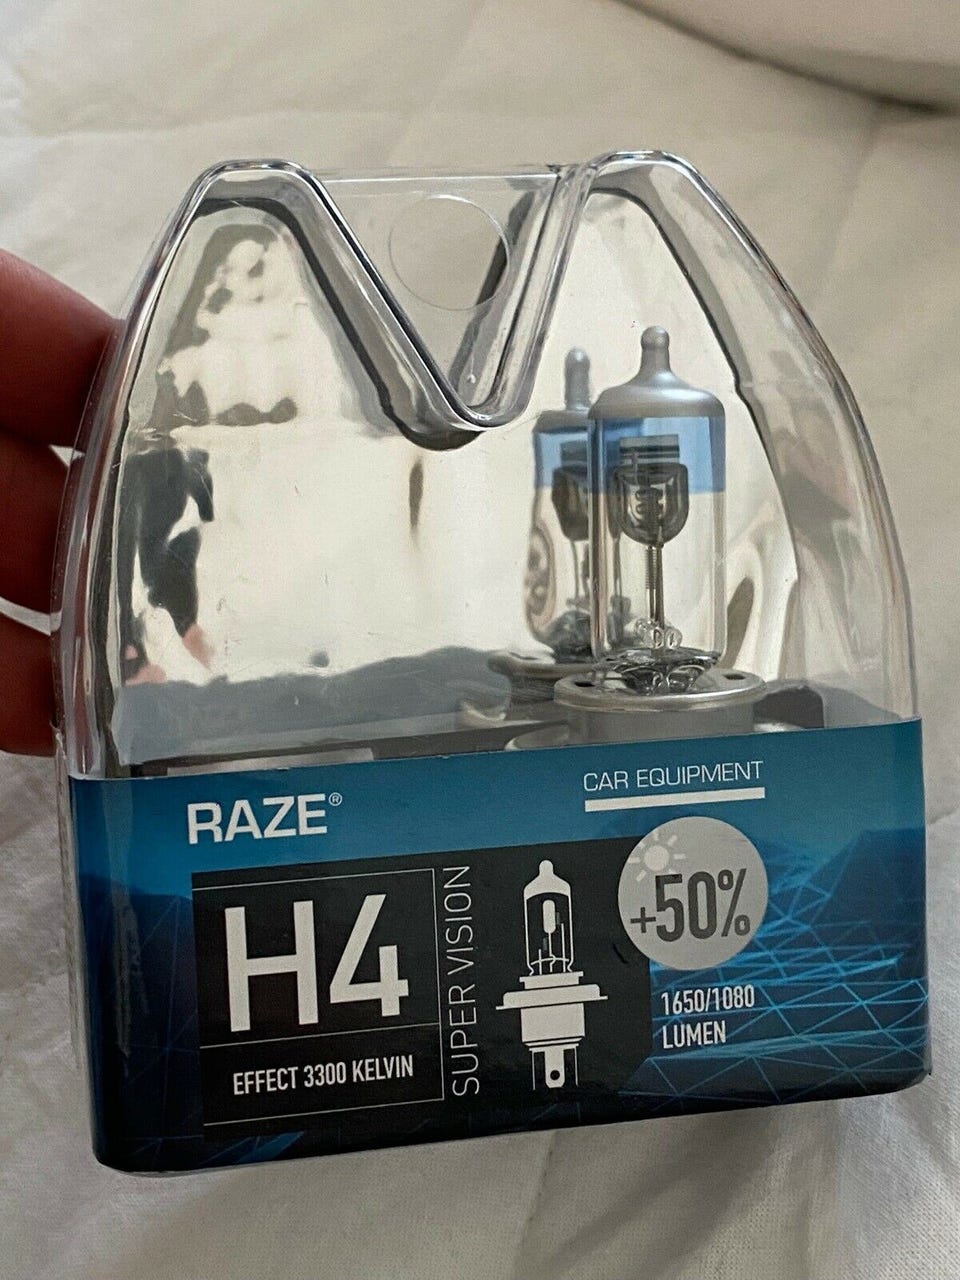 RAZE®
CAR EQUIPMENT
H4
SUPER VISION
+50%
EFFECT 3300 KELVIN
1650/1080
LUMEN